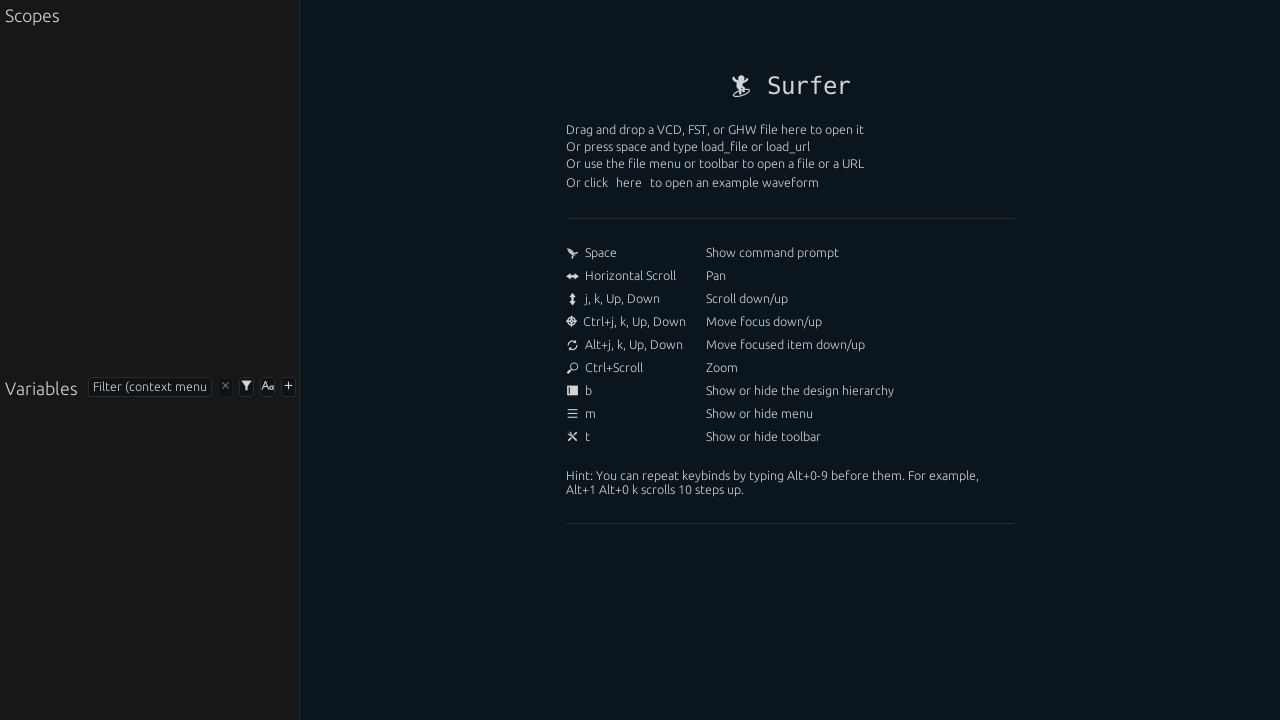 Scopes
Surfer
Drag and drop a VCD, FST, or GHW file here to open it
Or press space and type load_file or load_url
Or use the file menu or toolbar to open a file or a URL
Or click here to open an example waveform
Space Show command prompt
Horizontal Scroll Pan
j, k, Up, Down Scroll down/up
Ctrl+j, k, Up, Down Move focus down/up
Alt+j, k, Up, Down Move focused item down/up
Ctrl+Scroll Zoom
b Show or hide the design hierarchy
m Show or hide menu
t Show or hide toolbar
Hint: You can repeat keybinds by typing Alt+0-9 before them. For example,
Alt+1 Alt+0 k scrolls 10 steps up.
Variables Filter (context menu Aa +